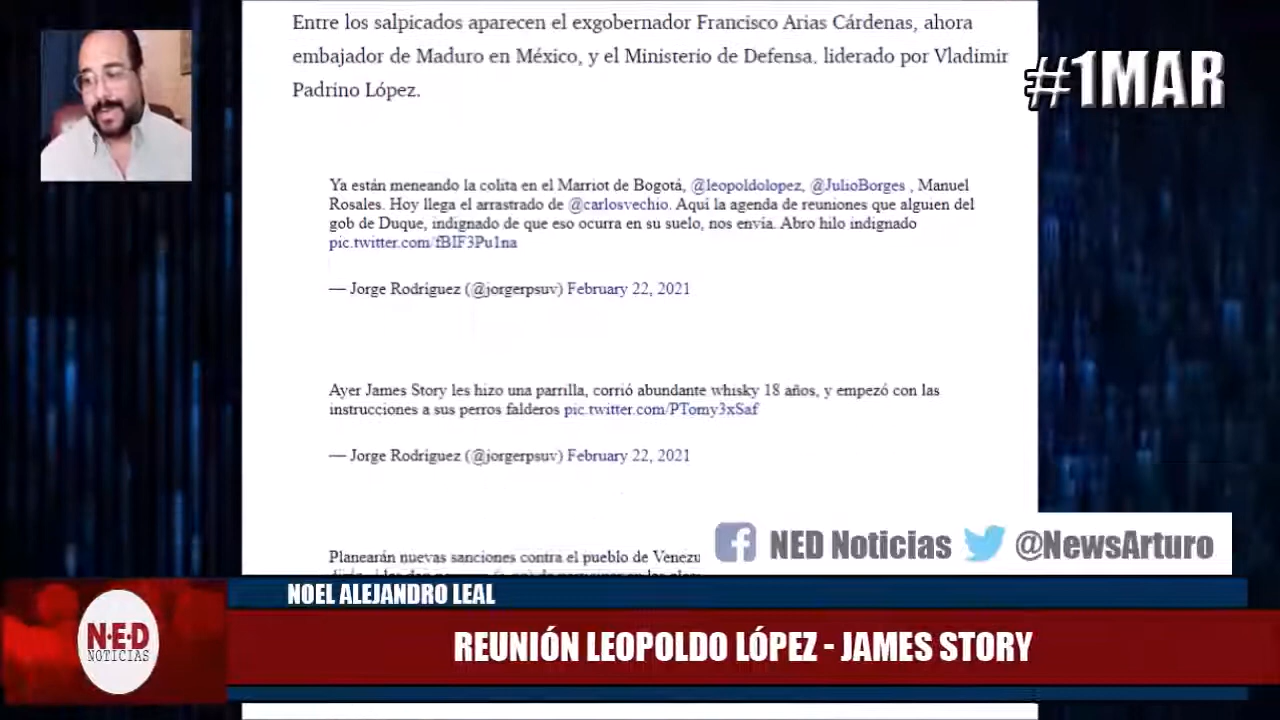 Entre los salpicados aparecen el exgobernador Francisco Arias Cárdenas, ahora
embajador de Maduro en México, y el Ministerio de Defensa, liderado por Vladimir
Padrino López.
#1MAR
Ya están meneando la colita en el Marriot de Bogotá, @leopoldolopez, @JulioBorges , Manuel
Rosales. Hoy llega el arrastrado de @carlosvechio. Aquí la agenda de reuniones que alguien del
gob de Duque, indignado de que eso ocurra en su suelo, nos envía. Abro hilo indignado
pic.twitter.com/fBIF3Pu1na
— Jorge Rodríguez (@jorgerpsuv) February 22, 2021
Ayer James Story les hizo una parrilla, corrió abundante whisky 18 años, y empezó con las
instrucciones a sus perros falderos pic.twitter.com/PTomy3xSaf
— Jorge Rodríguez (@jorgerpsuv) February 22, 2021
Planearán nuevas sanciones contra el pueblo de Venezu
NED Noticias @NewsArturo
NOEL ALEJANDRO LEAL
N·E·D
NOTICIAS
REUNIÓN LEOPOLDO LÓPEZ - JAMES STORY